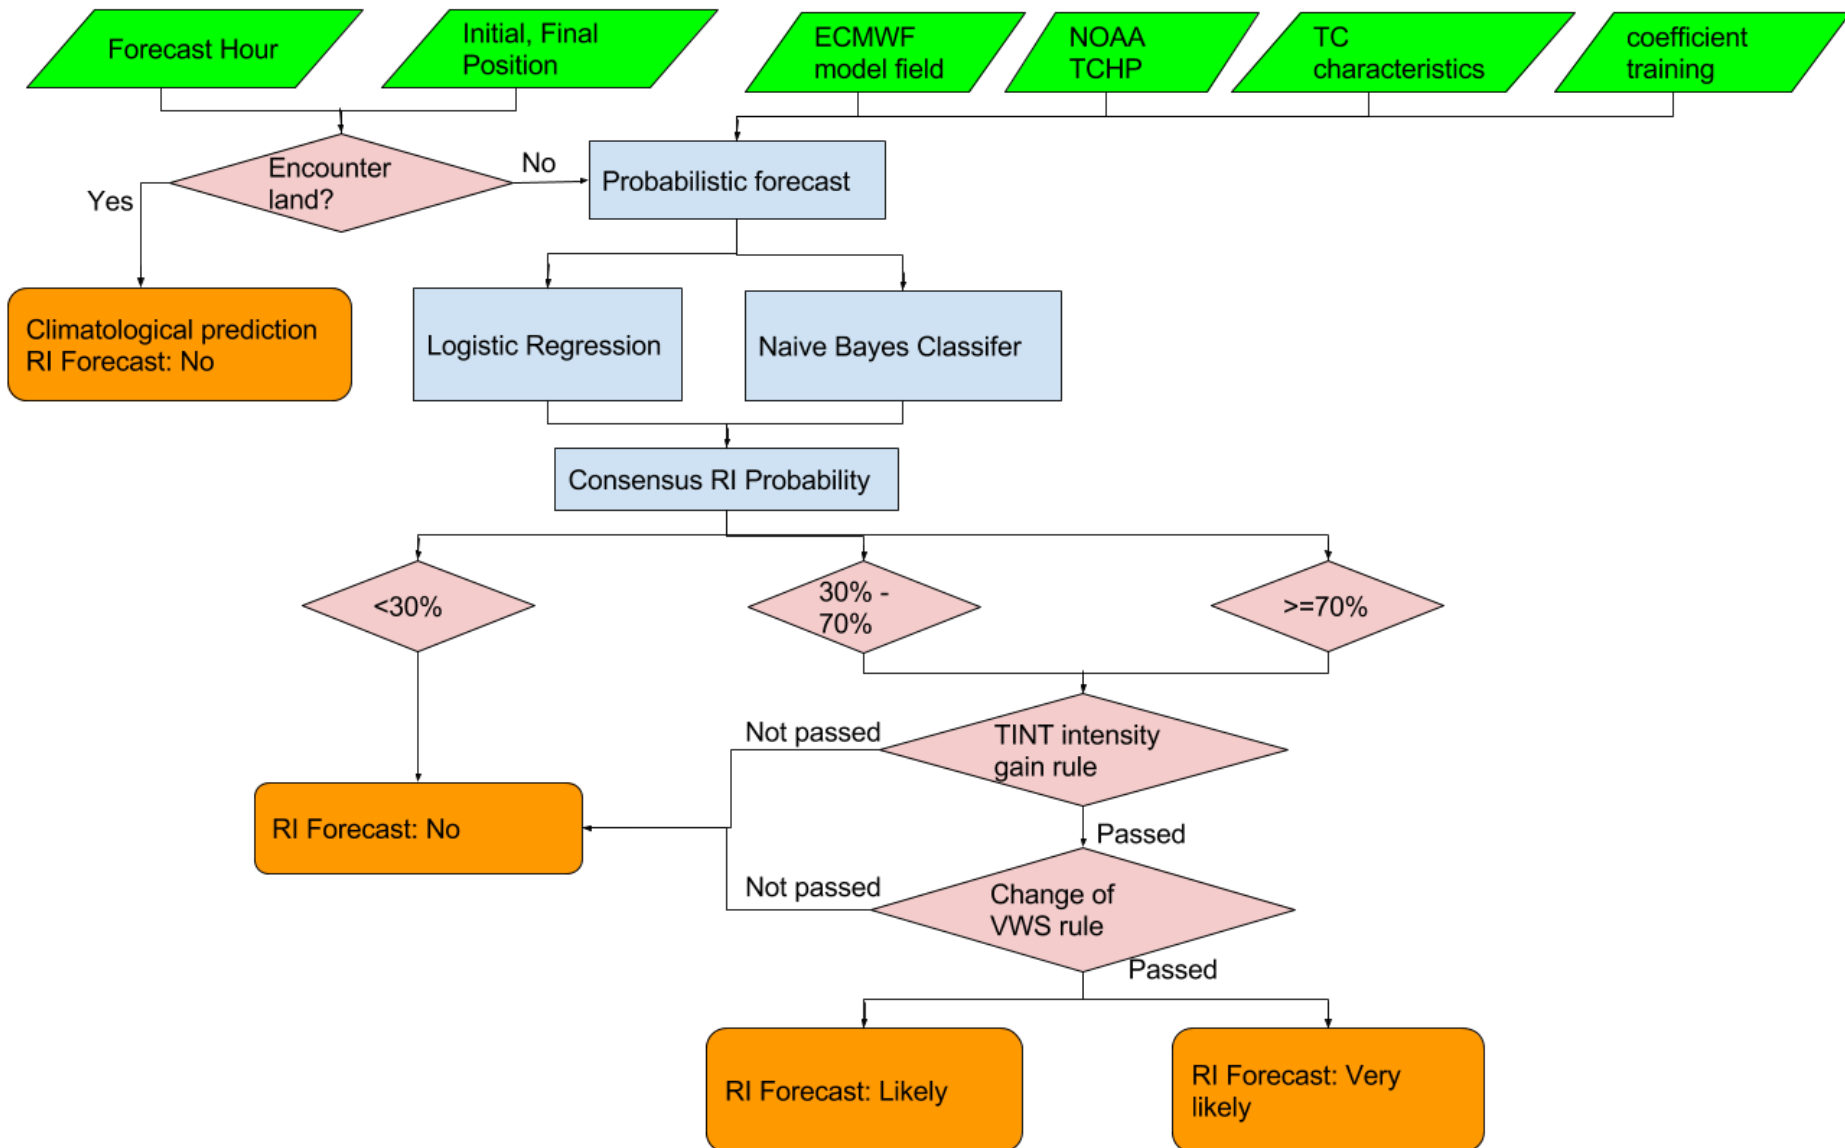 Forecast Hour
Initial, Final
Position
ECMWF
model field
NOAA
TCHP
TC
characteristics
coefficient
training
Encounter
land?
No
Yes
Probabilistic forecast
Climatological prediction
RI Forecast: No
Logistic Regression
Naive Bayes Classifer
Consensus RI Probability
<30%
30% -
70%
>=70%
TINT intensity
gain rule
Not passed
Passed
RI Forecast: No
Change of
VWS rule
Not passed
Passed
RI Forecast: Likely
RI Forecast: Very
likely